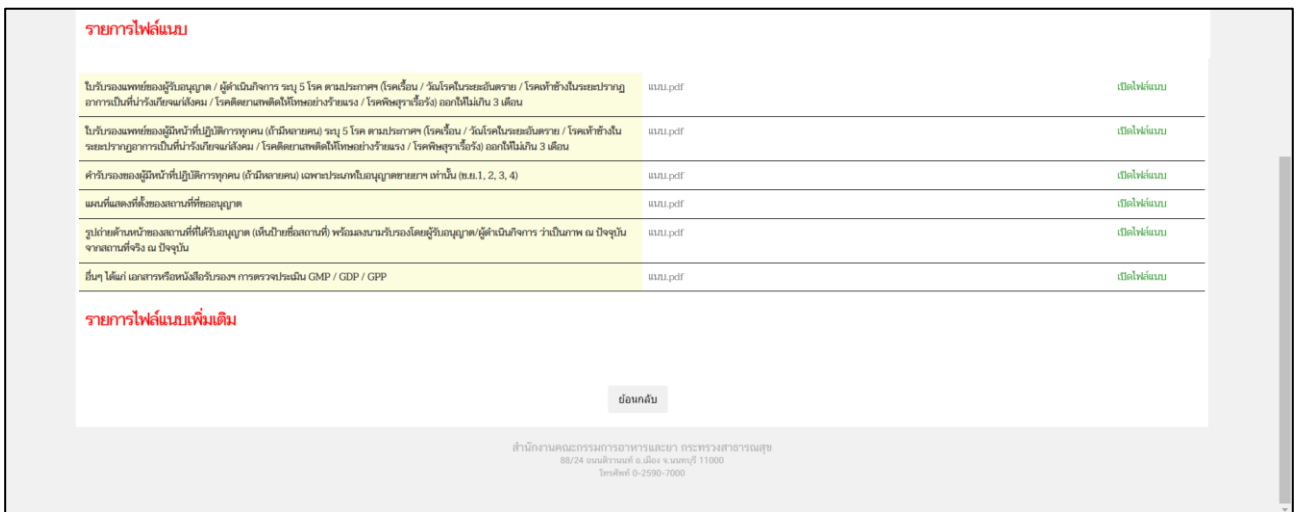 รายการไฟล์แนบ
ใบรับรองแพทย์ของผู้รับอนุญาต / ผู้ดำเนินกิจการ ระบุ 5 โรค ตามประกาศฯ (โรคเรื้อน / วัณโรคในระยะอันตราย / โรคเท้าช้างในระยะปรากฏ แนบ.pdf เปิดไฟล์แนบ
อาการเป็นที่น่ารังเกียจแก่สังคม / โรคติดยาเสพติดให้โทษอย่างร้ายแรง / โรคพิษสุราเรื้อรัง) ออกให้ไม่เกิน 3 เดือน
ใบรับรองแพทย์ของผู้มีหน้าที่ปฏิบัติการทุกคน (ถ้ามีหลายคน) ระบุ 5 โรค ตามประกาศฯ (โรคเรื้อน / วัณโรคในระยะอันตราย / โรคเท้าช้างใน แนบ.pdf เปิดไฟล์แนบ
ระยะปรากฏอาการเป็นที่น่ารังเกียจแก่สังคม / โรคติดยาเสพติดให้โทษอย่างร้ายแรง / โรคพิษสุราเรื้อรัง) ออกให้ไม่เกิน 3 เดือน
คำรับรองของผู้มีหน้าที่ปฏิบัติการทุกคน (ถ้ามีหลายคน) เฉพาะประเภทใบอนุญาตขายยาฯ เท่านั้น (ข.ย.1, 2, 3, 4) แนบ.pdf เปิดไฟล์แนบ
แผนที่แสดงที่ตั้งของสถานที่ที่ขออนุญาต แนบ.pdf เปิดไฟล์แนบ
รูปถ่ายด้านหน้าของสถานที่ที่ได้รับอนุญาต (เห็นป้ายชื่อสถานที่) พร้อมลงนามรับรองโดยผู้รับอนุญาต/ผู้ดำเนินกิจการ ว่าเป็นภาพ ณ ปัจจุบัน แนบ.pdf เปิดไฟล์แนบ
จากสถานที่จริง ณ ปัจจุบัน
อื่นๆ ได้แก่ เอกสารหรือหนังสือรับรองฯ การตรวจประเมิน GMP / GDP / GPP แนบ.pdf เปิดไฟล์แนบ
รายการไฟล์แนบเพิ่มเติม
ย้อนกลับ
สำนักงานคณะกรรมการอาหารและยา กระทรวงสาธารณสุข
88/24 ถนนติวานนท์ อ.เมือง จ.นนทบุรี 11000
โทรศัพท์ 0-2590-7000